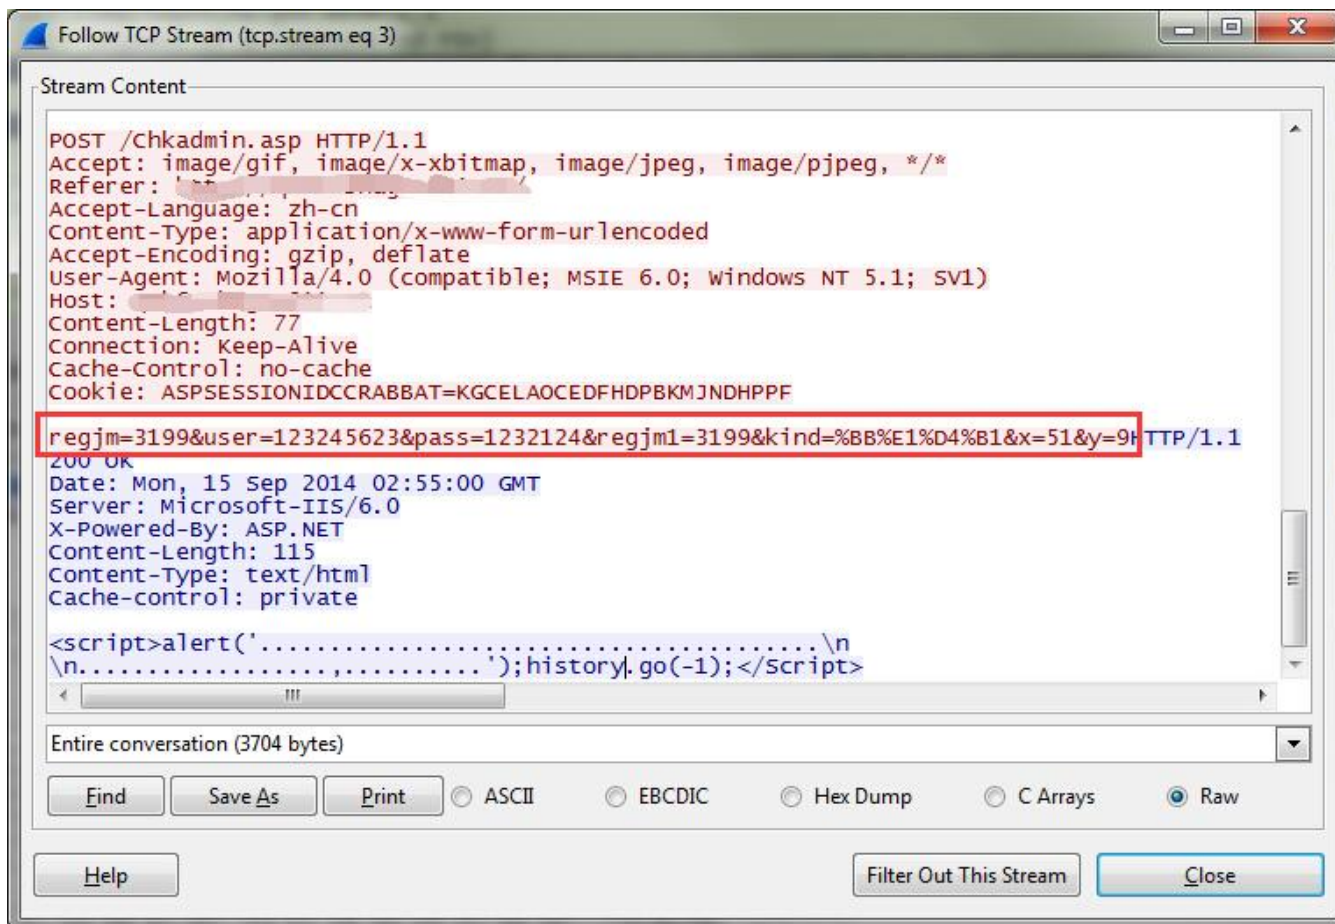 Follow TCP Stream (tcp.stream eq 3)
Stream Content
POST /Chkadmin.asp HTTP/1.1
Accept: image/gif, image/x-xbitmap, image/jpeg, image/pjpeg, */*
Referer:
Accept-Language: zh-cn
Content-Type: application/x-www-form-urlencoded
Accept-Encoding: gzip, deflate
User-Agent: Mozilla/4.0 (compatible; MSIE 6.0; Windows NT 5.1; SV1)
Host:
Content-Length: 77
Connection: Keep-Alive
Cache-Control: no-cache
Cookie: ASPSESSIONIDCCRABBAT=KGCELAOCEDFHDPBKMJNDHPPF
regjm=3199&user=123245623&pass=1232124&regjm1=3199&kind=%BB%E1%D4%B1&x=51&y=9HTTP/1.1
200 OK
Date: Mon, 15 Sep 2014 02:55:00 GMT
Server: Microsoft-IIS/6.0
X-Powered-By: ASP.NET
Content-Length: 115
Content-Type: text/html
Cache-control: private
<script>alert('..........................................\n
\n...................,...........');history.go(-1);</Script>
Entire conversation (3704 bytes)
Find Save As Print ASCII EBCDIC Hex Dump C Arrays Raw
Help Filter Out This Stream Close